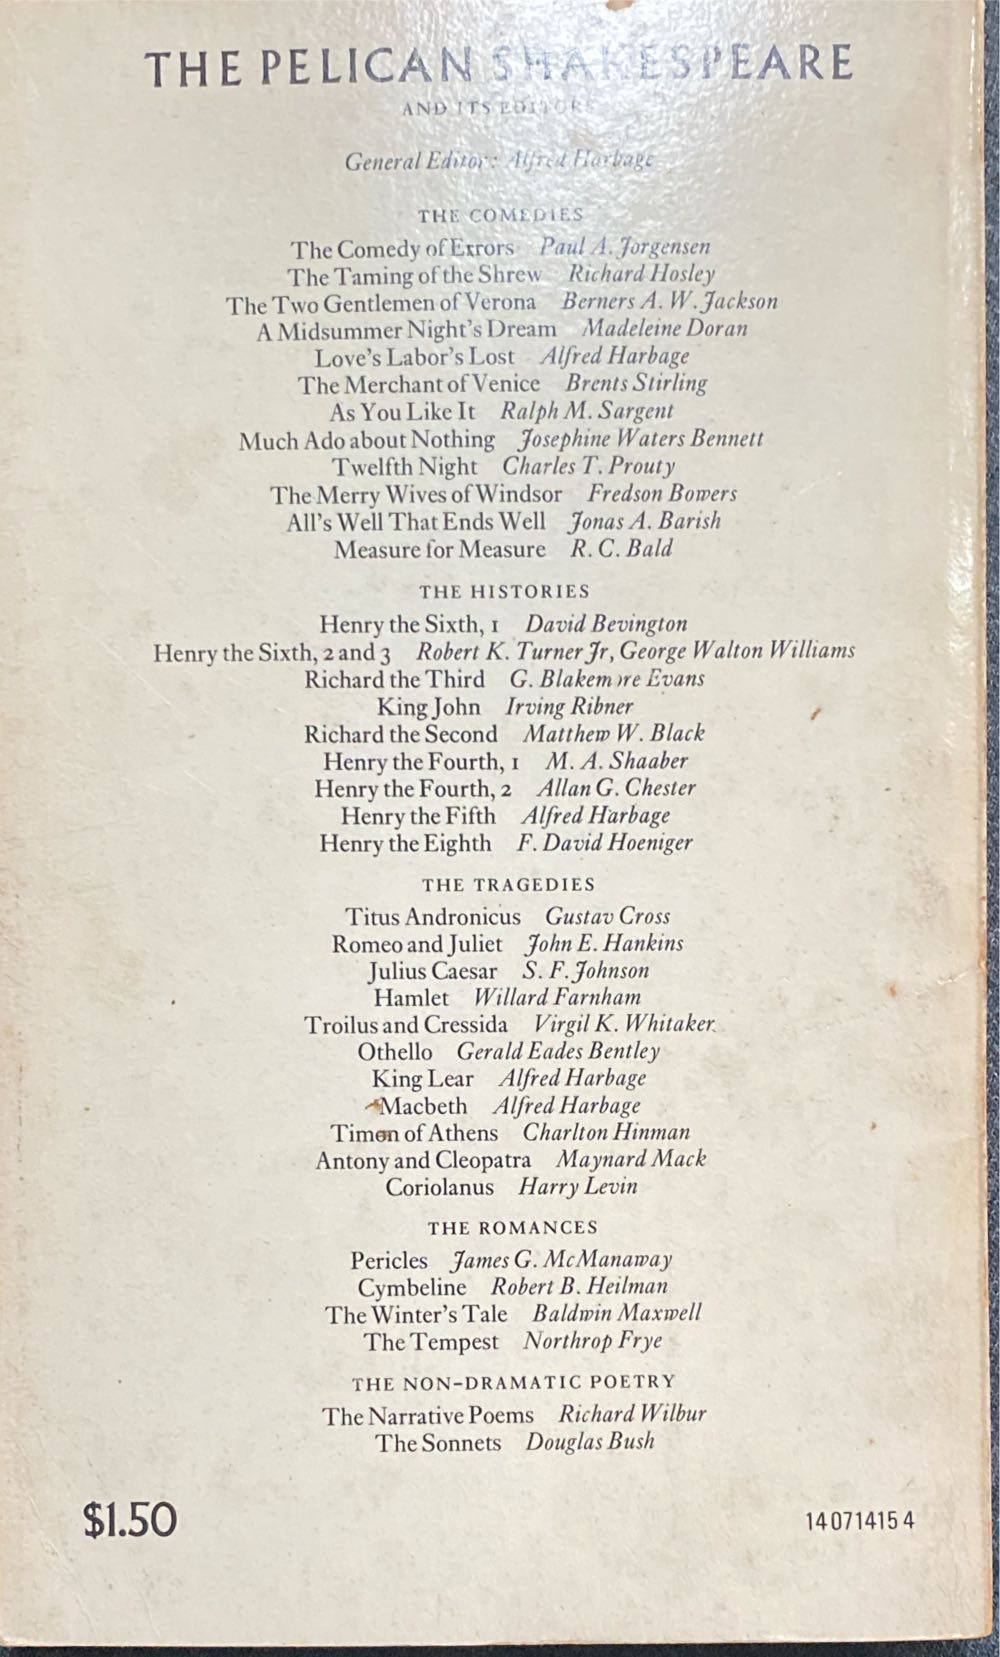 THE PELICAN SHAKESPEARE
AND ITS EDITORS
General Editor: Alfred Harbage
THE COMEDIES
The Comedy of Errors Paul A. Jorgensen
The Taming of the Shrew Richard Hosley
The Two Gentlemen of Verona Berners A. W. Jackson
A Midsummer Night's Dream Madeleine Doran
Love's Labor's Lost Alfred Harbage
The Merchant of Venice Brents Stirling
As You Like It Ralph M. Sargent
Much Ado about Nothing Josephine Waters Bennett
Twelfth Night Charles T. Prouty
The Merry Wives of Windsor Fredson Bowers
All's Well That Ends Well Jonas A. Barish
Measure for Measure R. C. Bald
THE HISTORIES
Henry the Sixth, 1 David Bevington
Henry the Sixth, 2 and 3 Robert K. Turner Jr, George Walton Williams
Richard the Third G. Blakemore Evans
King John Irving Ribner
Richard the Second Matthew W. Black
Henry the Fourth, 1 M. A. Shaaber
Henry the Fourth, 2 Allan G. Chester
Henry the Fifth Alfred Harbage
Henry the Eighth F. David Hoeniger
THE TRAGEDIES
Titus Andronicus Gustav Cross
Romeo and Juliet John E. Hankins
Julius Caesar S. F. Johnson
Hamlet Willard Farnham
Troilus and Cressida Virgil K. Whitaker
Othello Gerald Eades Bentley
King Lear Alfred Harbage
Macbeth Alfred Harbage
Timon of Athens Charlton Hinman
Antony and Cleopatra Maynard Mack
Coriolanus Harry Levin
THE ROMANCES
Pericles James G. McManaway
Cymbeline Robert B. Heilman
The Winter's Tale Baldwin Maxwell
The Tempest Northrop Frye
THE NON-DRAMATIC POETRY
The Narrative Poems Richard Wilbur
The Sonnets Douglas Bush
$1.50
14 071415 4